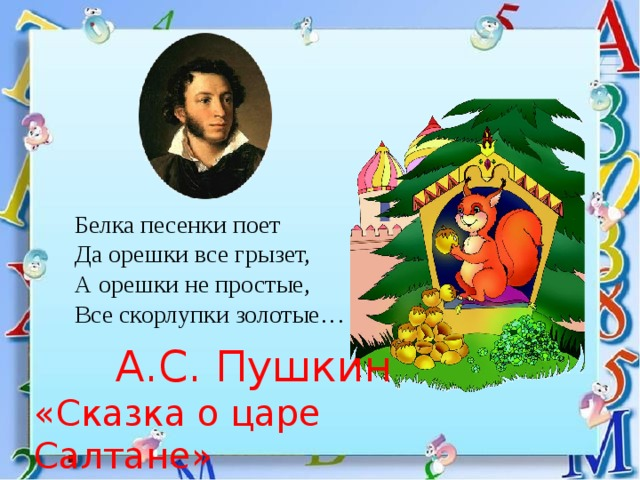 Белка песенки поет
Да орешки все грызет,
А орешки не простые,
Все скорлупки золотые…
А.С. Пушкин
«Сказка о царе
Салтане»